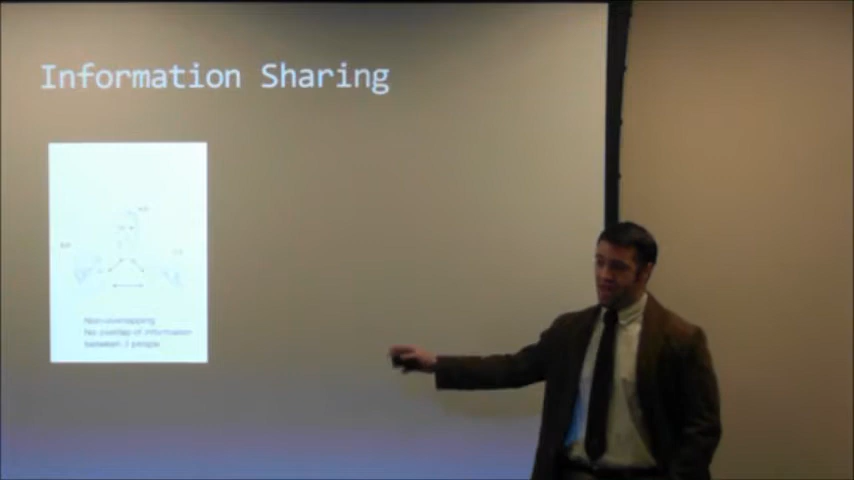 Information Sharing
Non-overlapping
No overlap of information
between 3 people